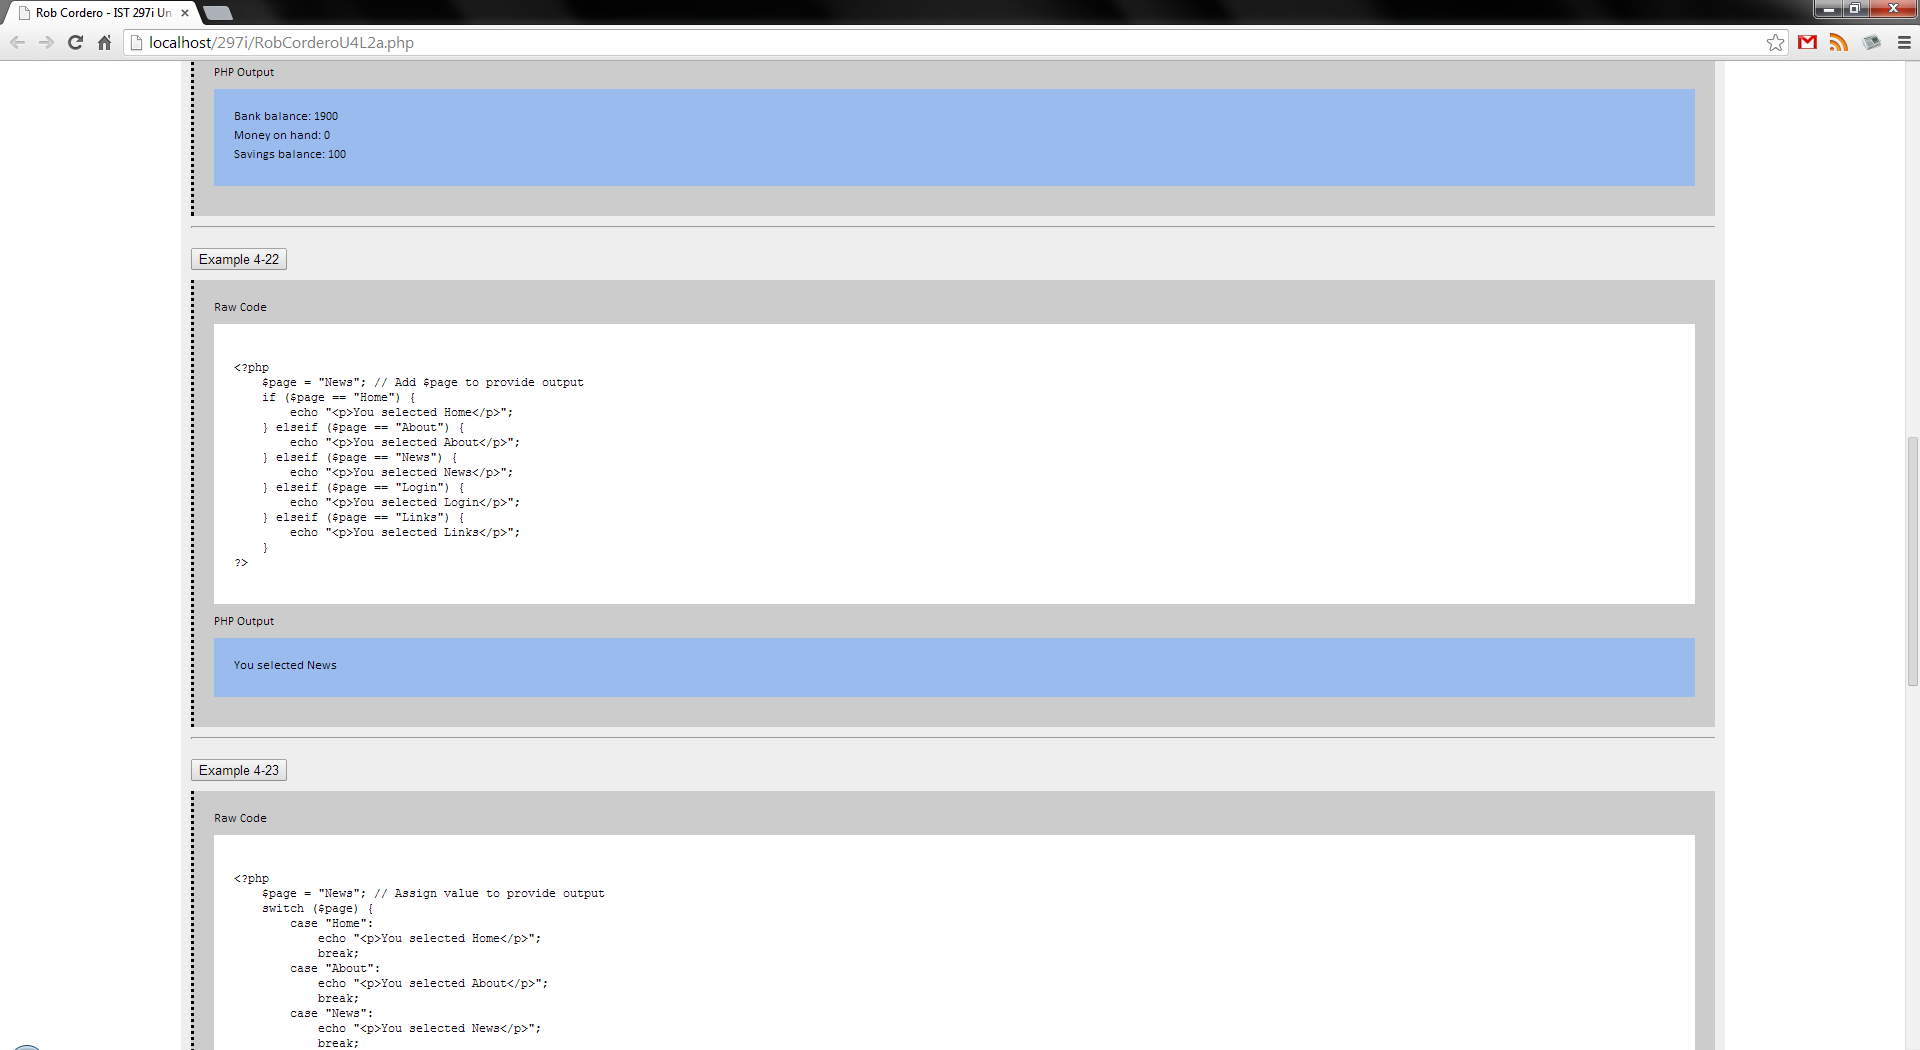 Rob Cordero - IST 297i Un
localhost/297i/RobCorderoU4L2a.php
PHP Output
Bank balance: 1900
Money on hand: 0
Savings balance: 100
Example 4-22
Raw Code
<?php
    $page = "News"; // Add $page to provide output
    if ($page == "Home") {
        echo "<p>You selected Home</p>";
    } elseif ($page == "About") {
        echo "<p>You selected About</p>";
    } elseif ($page == "News") {
        echo "<p>You selected News</p>";
    } elseif ($page == "Login") {
        echo "<p>You selected Login</p>";
    } elseif ($page == "Links") {
        echo "<p>You selected Links</p>";
    }
?>
PHP Output
You selected News
Example 4-23
Raw Code
<?php
    $page = "News"; // Assign value to provide output
    switch ($page) {
        case "Home":
            echo "<p>You selected Home</p>";
            break;
        case "About":
            echo "<p>You selected About</p>";
            break;
        case "News":
            echo "<p>You selected News</p>";
            break;